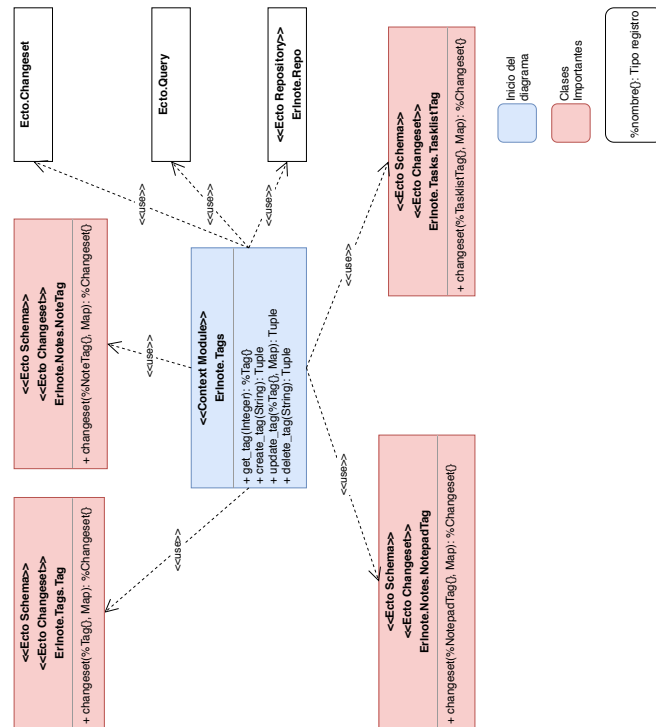 <<Ecto Schema>>
<<Ecto Changeset>>
Erlnote.Tags.Tag
+ changeset(%Tag{}, Map): %Changeset{}
<<Ecto Schema>>
<<Ecto Changeset>>
Erlnote.Notes.NoteTag
+ changeset(%NoteTag{}, Map): %Changeset{}
Ecto.Changeset
<<use>>
<<use>>
<<use>>
Ecto.Query
<<use>>
<<Ecto Repository>>
Erlnote.Repo
<<use>>
<<Context Module>>
Erlnote.Tags
+ get_tag(Integer): %Tag{}
+ create_tag(String): Tuple
+ update_tag(%Tag{}, Map): Tuple
+ delete_tag(String): Tuple
<<use>>
<<use>>
<<Ecto Schema>>
<<Ecto Changeset>>
Erlnote.Notes.NotepadTag
+ changeset(%NotepadTag{}, Map): %Changeset{}
<<Ecto Schema>>
<<Ecto Changeset>>
Erlnote.Tasks.TasklistTag
+ changeset(%TasklistTag{}, Map): %Changeset{}
Inicio del
diagrama
Clases
Importantes
%nombre{}: Tipo registro